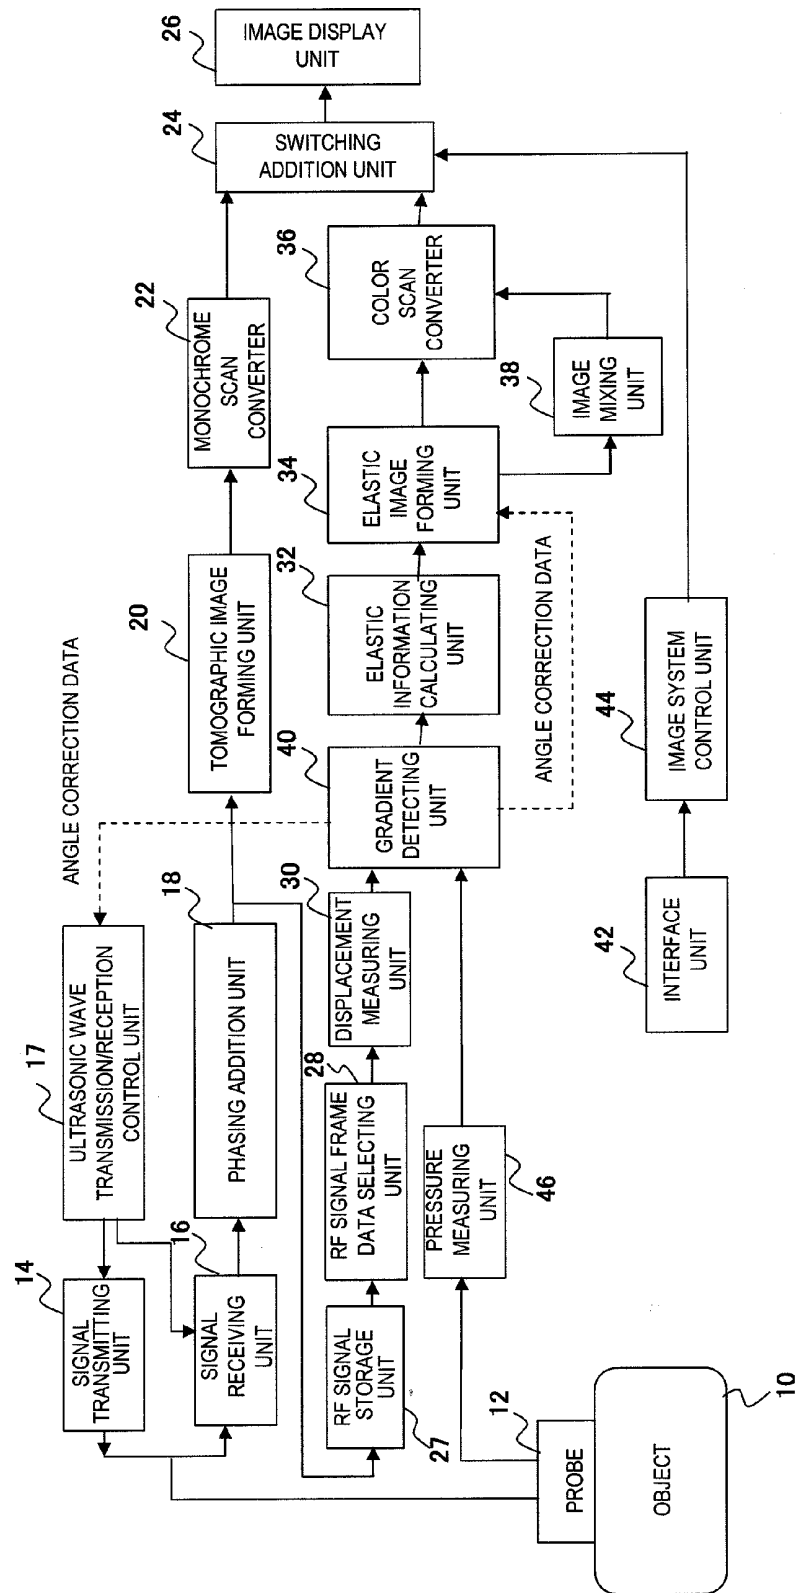 14
SIGNAL
TRANSMITTING
UNIT
17
ULTRASONIC WAVE
TRANSMISSION/RECEPTION
CONTROL UNIT
ANGLE CORRECTION DATA
16
SIGNAL
RECEIVING
UNIT
18
PHASING ADDITION UNIT
20
TOMOGRAPHIC IMAGE
FORMING UNIT
22
MONOCHROME
SCAN
CONVERTER
24
SWITCHING
ADDITION UNIT
26
IMAGE DISPLAY
UNIT
27
RF SIGNAL
STORAGE
UNIT
28
RF SIGNAL FRAME
DATA SELECTING
UNIT
30
DISPLACEMENT
MEASURING
UNIT
40
GRADIENT
DETECTING
UNIT
32
ELASTIC
INFORMATION
CALCULATING
UNIT
34
ELASTIC
IMAGE
FORMING
UNIT
36
COLOR
SCAN
CONVERTER
PRESSURE
MEASURING
UNIT
46
ANGLE CORRECTION DATA
38
IMAGE
MIXING
UNIT
12
PROBE
OBJECT
10
42
INTERFACE
UNIT
44
IMAGE SYSTEM
CONTROL UNIT